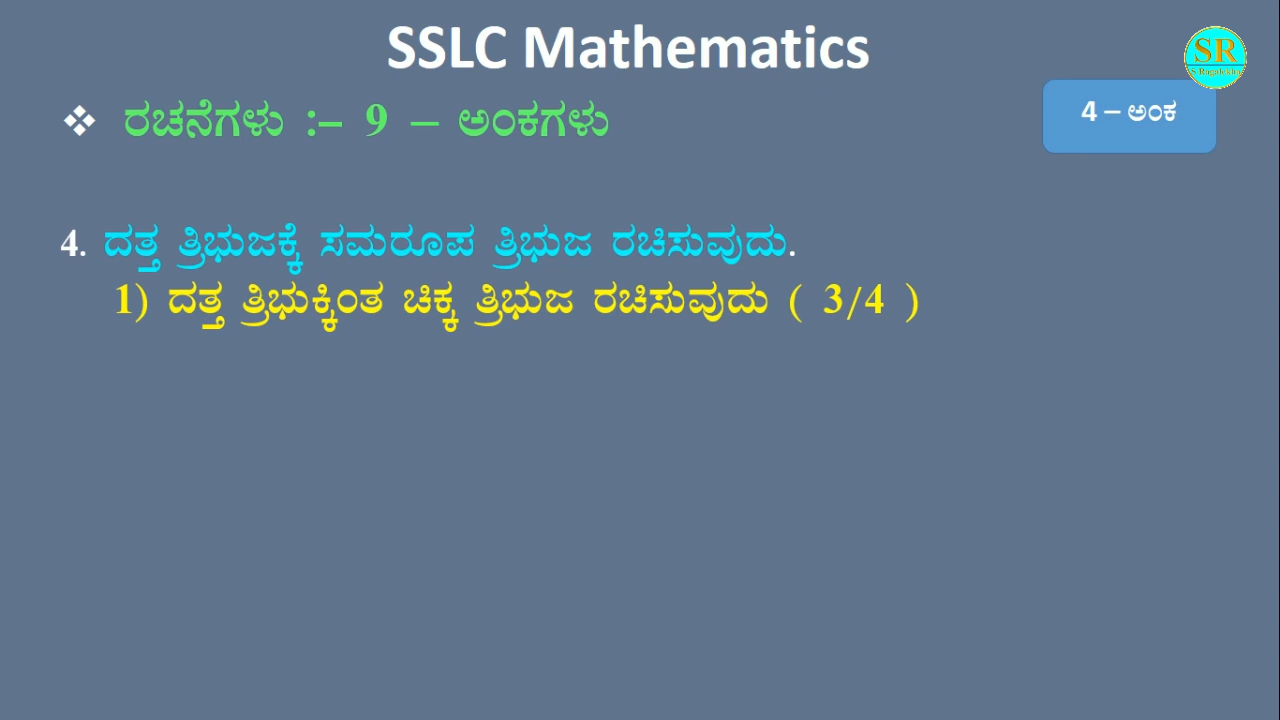 SSLC Mathematics
SR
❖ ರಚನೆಗಳು :– 9 – ಅಂಕಗಳು
4 – ಅಂಕ
4. ದತ್ತ ತ್ರಿಭುಜಕ್ಕೆ ಸಮರೂಪ ತ್ರಿಭುಜ ರಚಿಸುವುದು.
1) ದತ್ತ ತ್ರಿಭುಕ್ಕಿಂತ ಚಿಕ್ಕ ತ್ರಿಭುಜ ರಚಿಸುವುದು ( 3/4 )